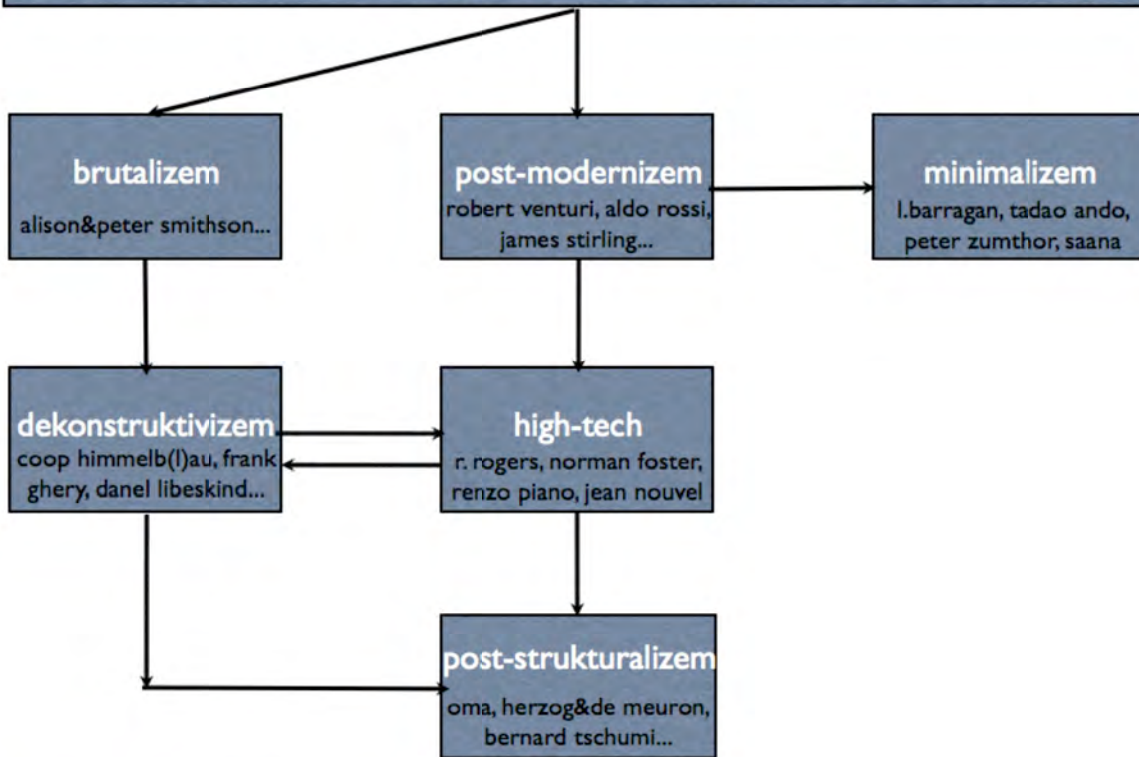 brutalizem
alison&peter smithson...
post-modernizem
robert venturi, aldo rossi,
james stirling...
minimalizem
l.barragan, tadao ando,
peter zumthor, saana
dekonstruktivizem
coop himmelb(l)au, frank
ghery, danel libeskind...
high-tech
r. rogers, norman foster,
renzo piano, jean nouvel
post-strukturalizem
oma, herzog&de meuron,
bernard tschumi...